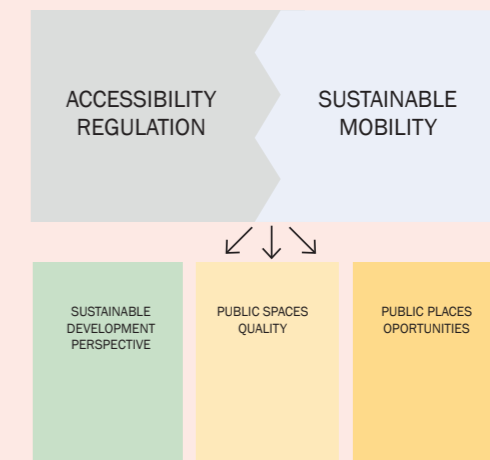 ACCESSIBILITY
REGULATION
SUSTAINABLE
MOBILITY
SUSTAINABLE
DEVELOPMENT
PERSPECTIVE
PUBLIC SPACES
QUALITY
PUBLIC PLACES
OPORTUNITIES